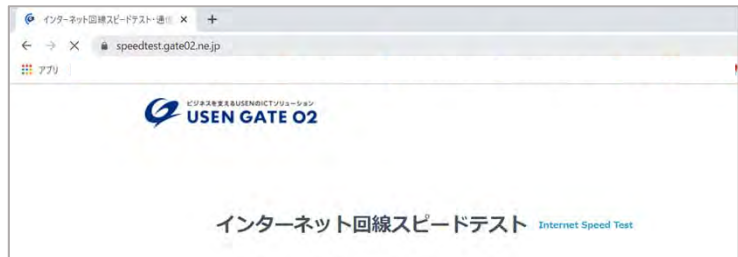 インターネット回線スピードテスト・通信
speedtest.gate02.ne.jp
アプリ
ビジネスを支えるUSENのICTソリューション
USEN GATE 02
インターネット回線スピードテスト Internet Speed Test